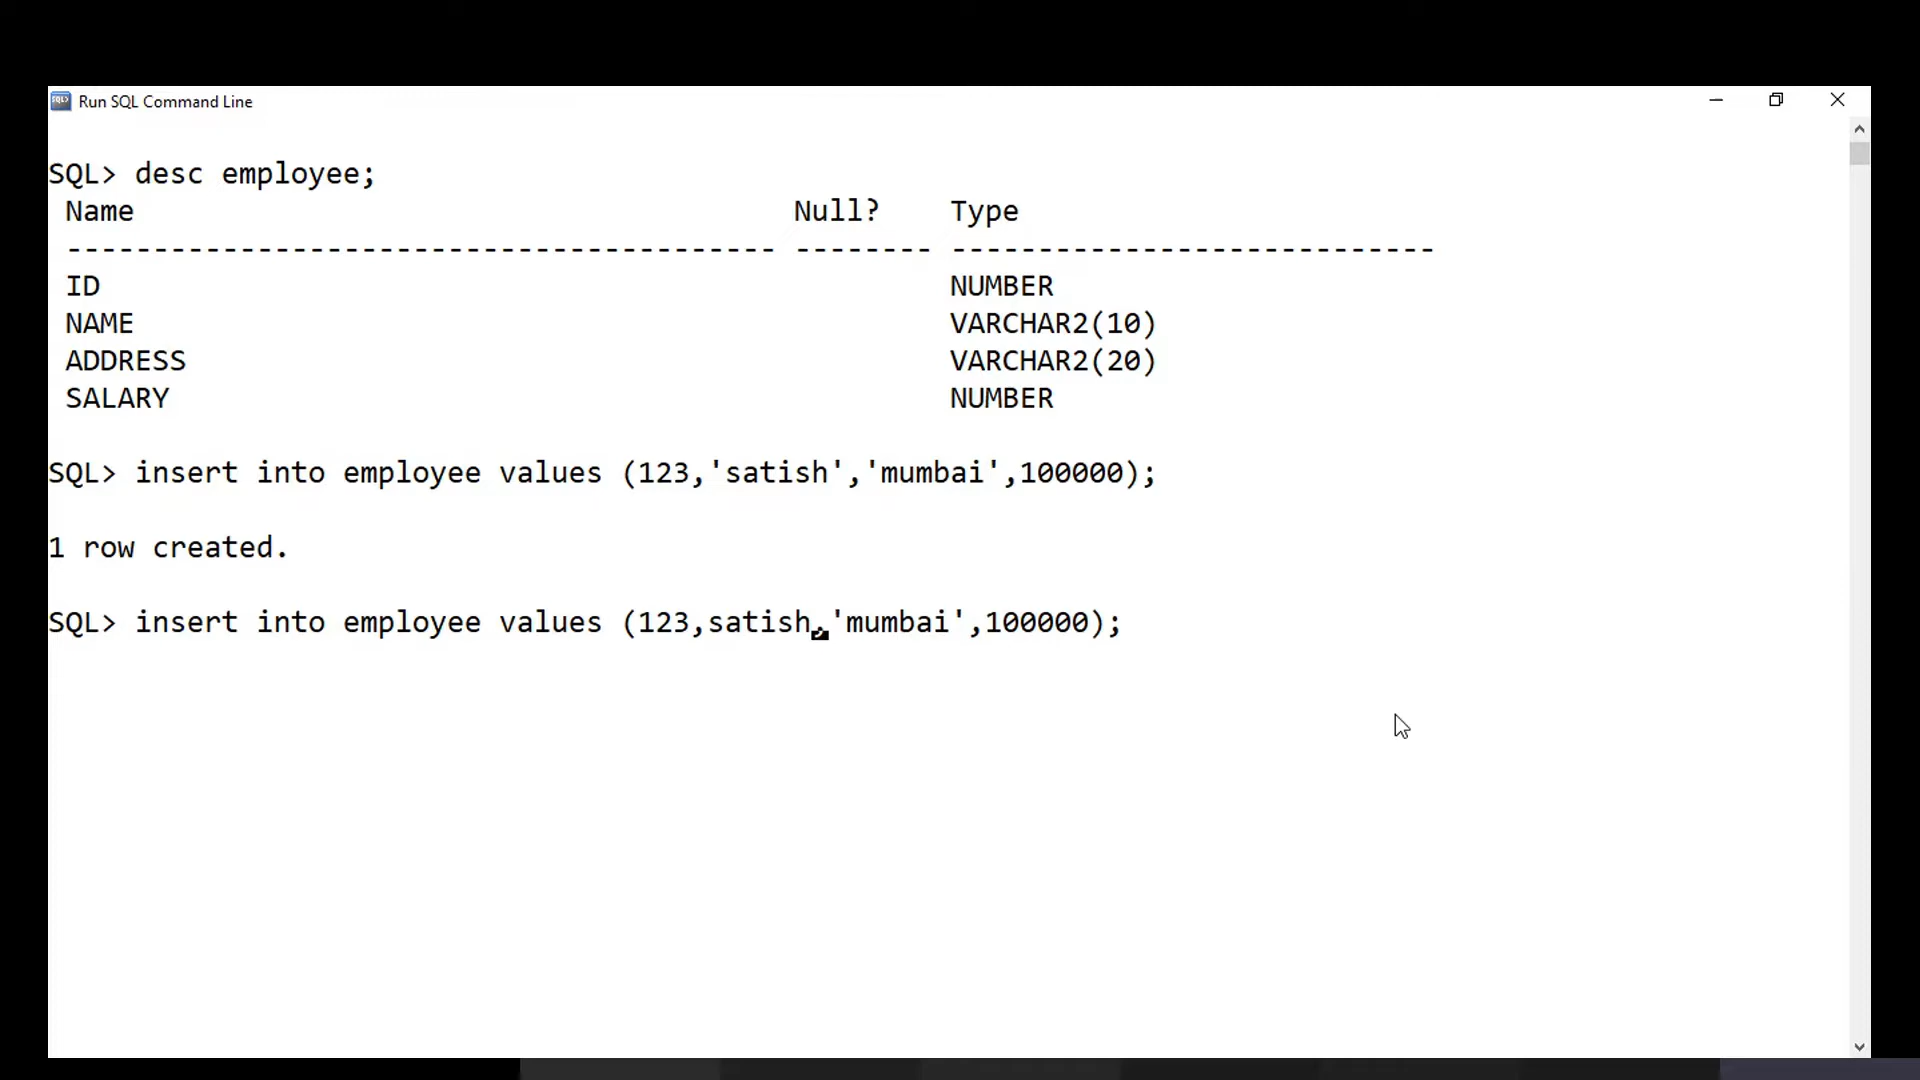 Run SQL Command Line
SQL> desc employee;
Name Null? Type
----------------------------------------- -------- ----------------------------
ID NUMBER
NAME VARCHAR2(10)
ADDRESS VARCHAR2(20)
SALARY NUMBER
SQL> insert into employee values (123,'satish','mumbai',100000);
1 row created.
SQL> insert into employee values (123,satish,'mumbai',100000);